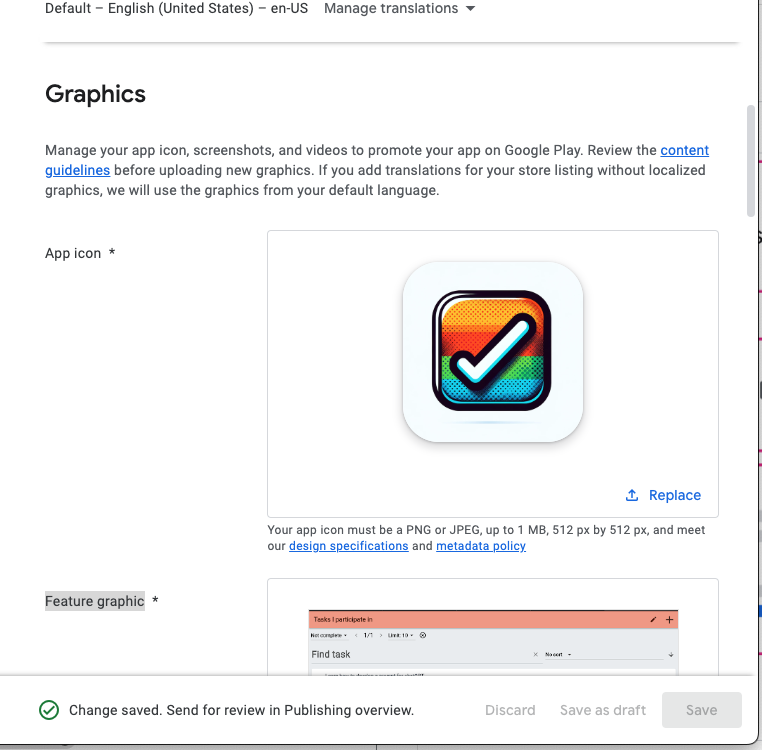 Default – English (United States) – en-US Manage translations
Graphics
Manage your app icon, screenshots, and videos to promote your app on Google Play. Review the content
guidelines before uploading new graphics. If you add translations for your store listing without localized
graphics, we will use the graphics from your default language.
App icon *
Replace
Your app icon must be a PNG or JPEG, up to 1 MB, 512 px by 512 px, and meet
our design specifications and metadata policy
Feature graphic *
Tasks I participate in
Not complete 1/1 Limit: 10
Find task No sort
Change saved. Send for review in Publishing overview. Discard Save as draft Save